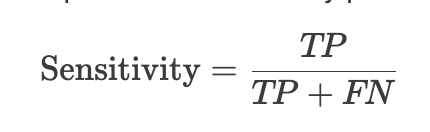 Sensitivity = TP / TP + FN